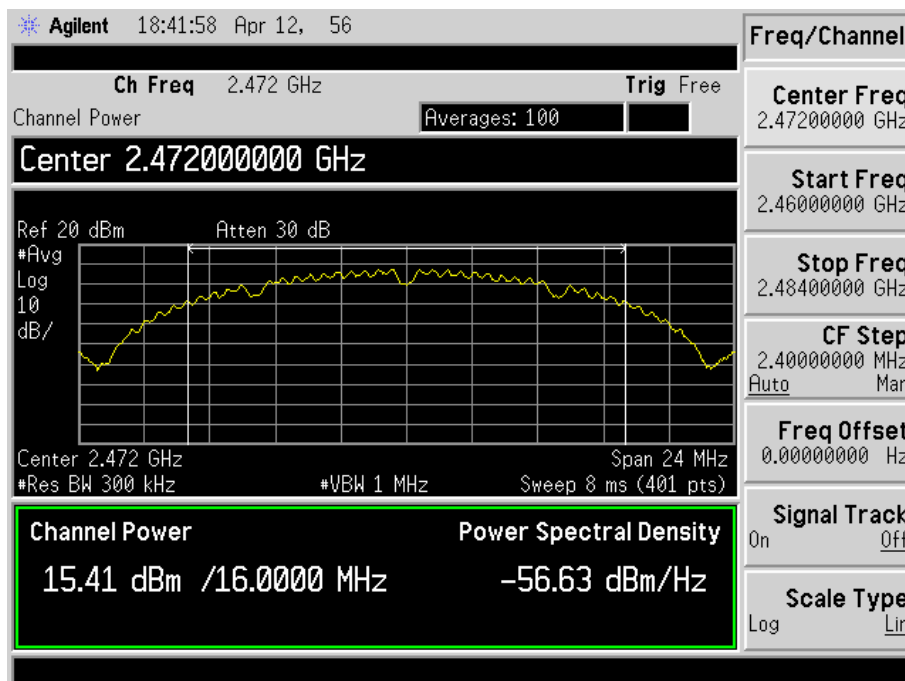 Agilent 18:41:58 Apr 12, 56
Ch Freq 2.472 GHz Trig Free
Channel Power Averages: 100
Center 2.472000000 GHz
Ref 20 dBm Atten 30 dB
#Avg
Log
10
dB/
Center 2.472 GHz Span 24 MHz
#Res BW 300 kHz #VBW 1 MHz Sweep 8 ms (401 pts)
Channel Power Power Spectral Density
15.41 dBm /16.0000 MHz -56.63 dBm/Hz
Freq/Channel
Center Freq
2.47200000 GHz
Start Freq
2.46000000 GHz
Stop Freq
2.48400000 GHz
CF Step
2.40000000 MHz
Auto Man
Freq Offset
0.00000000 Hz
Signal Track
On Off
Scale Type
Log Lin